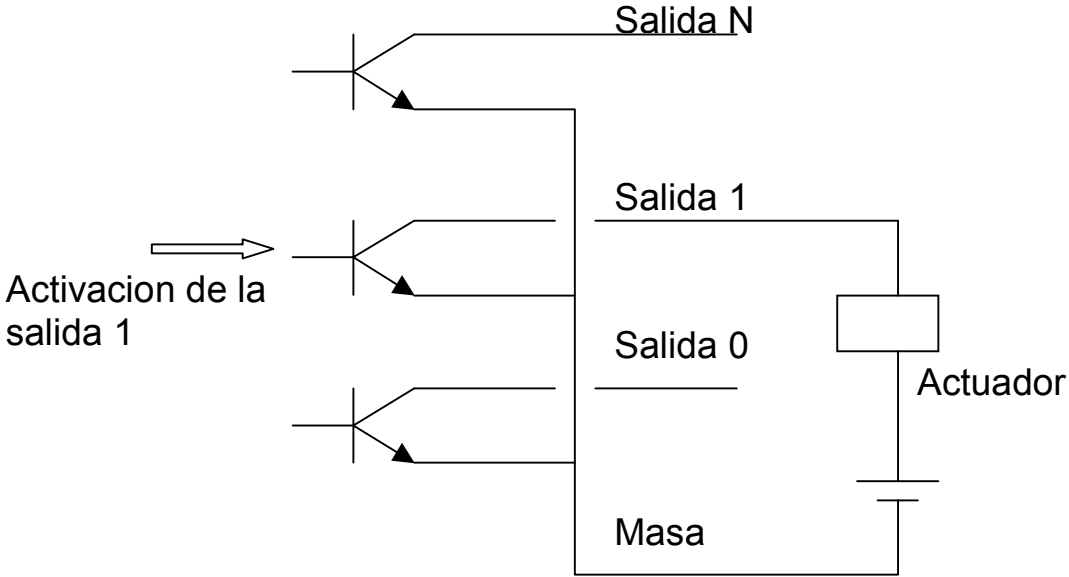 Salida N
Salida 1
Activacion de la
salida 1
Salida 0
Actuador
Masa